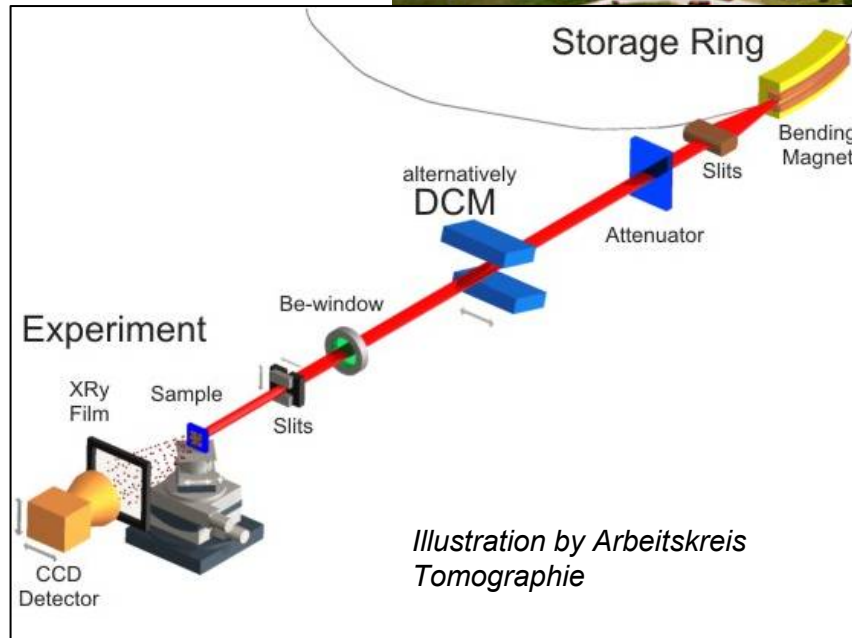 Storage Ring
Bending
Magnet
Slits
Attenuator
alternatively
DCM
Be-window
Experiment
Slits
Sample
XRy
Film
CCD
Detector
Illustration by Arbeitskreis
Tomographie